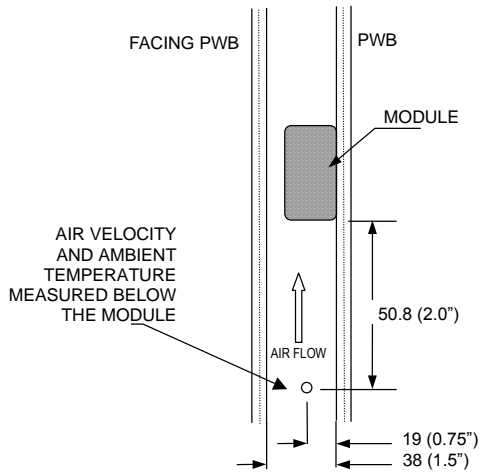 FACING PWB
PWB
MODULE
AIR VELOCITY
AND AMBIENT
TEMPERATURE
MEASURED BELOW
THE MODULE
50.8 (2.0”)
AIR FLOW
19 (0.75”)
38 (1.5”)